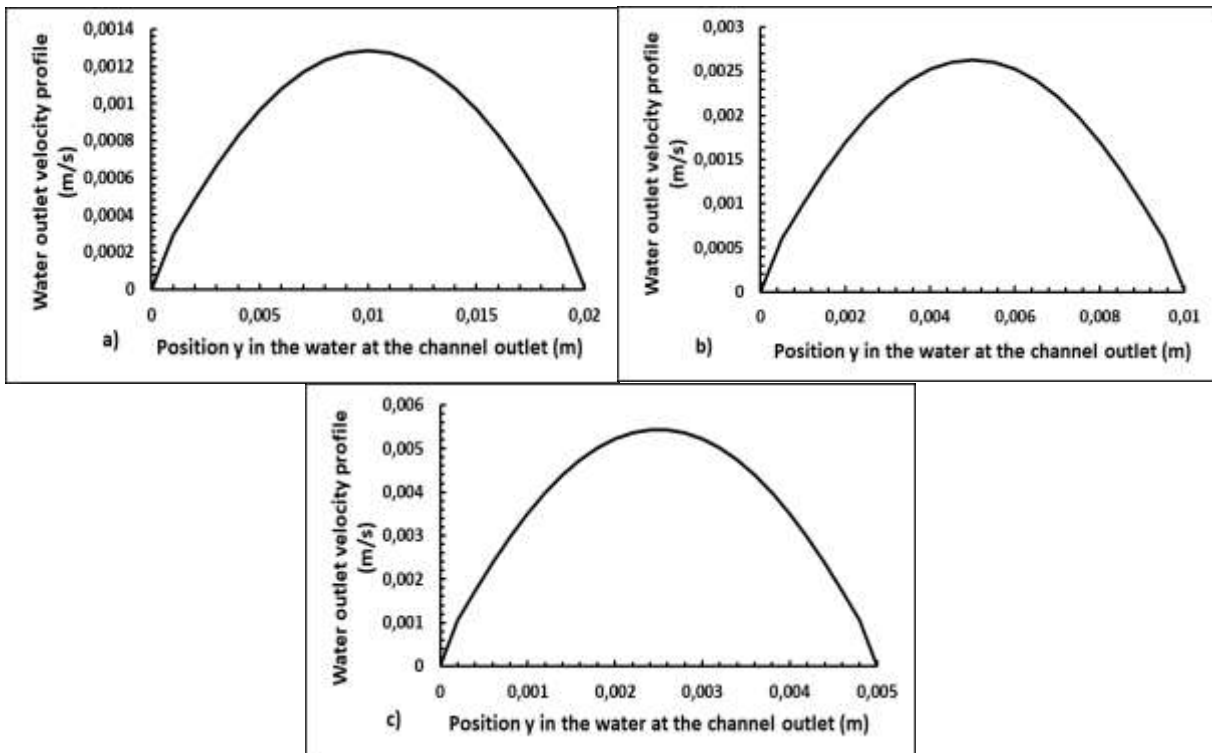 Water outlet velocity profile
(m/s)
0,0014
0,0012
0,001
0,0008
0,0006
0,0004
0,0002
0
0 0,005 0,01 0,015 0,02
a) Position y in the water at the channel outlet (m)
Water outlet velocity profile
(m/s)
0,003
0,0025
0,002
0,0015
0,001
0,0005
0
0 0,002 0,004 0,006 0,008 0,01
b) Position y in the water at the channel outlet (m)
Water outlet velocity profile
(m/s)
0,006
0,005
0,004
0,003
0,002
0,001
0
0 0,001 0,002 0,003 0,004 0,005
c) Position y in the water at the channel outlet (m)